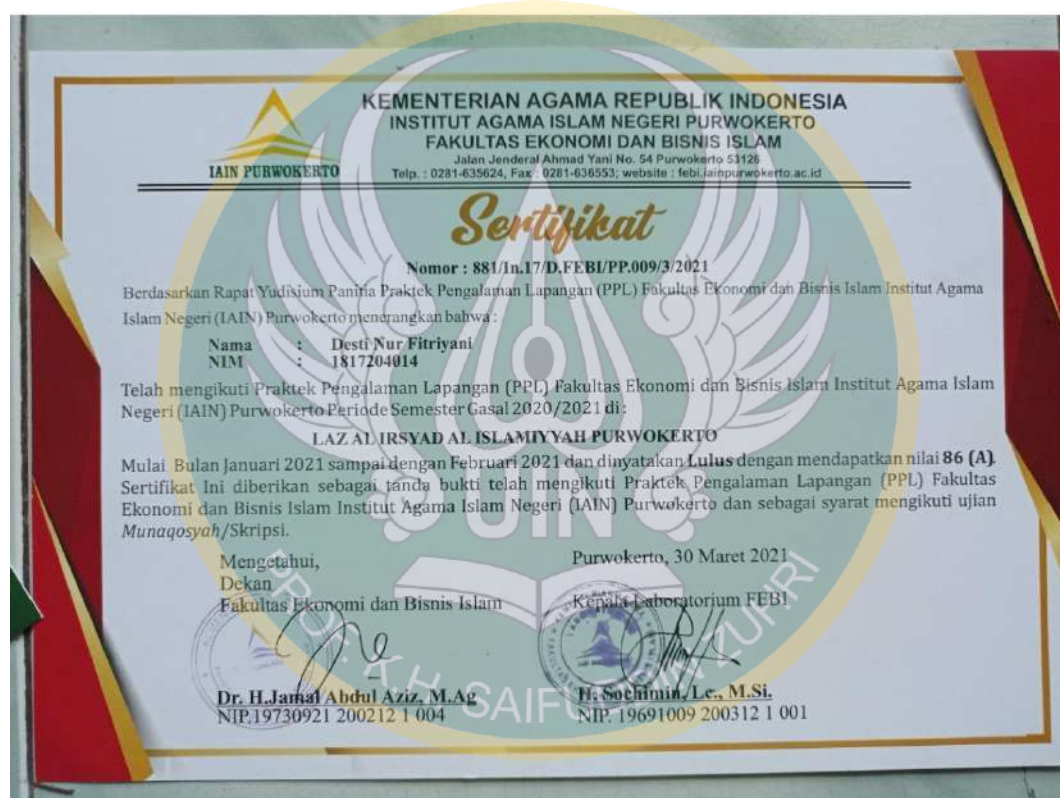 KEMENTERIAN AGAMA REPUBLIK INDONESIA
INSTITUT AGAMA ISLAM NEGERI PURWOKERTO
FAKULTAS EKONOMI DAN BISNIS ISLAM
Jalan Jenderal Ahmad Yani No. 54 Purwokerto 53126
Telp. : 0281-635624, Fax : 0281-636553; website : febi.iainpurwokerto.ac.id
IAIN PURWOKERTO
Sertifikat
Nomor : 881/In.17/D.FEBI/PP.009/3/2021
Berdasarkan Rapat Yudisium Panitia Praktek Pengalaman Lapangan (PPL) Fakultas Ekonomi dan Bisnis Islam Institut Agama
Islam Negeri (IAIN) Purwokerto menerangkan bahwa :
Nama : Desti Nur Fitriyani
NIM : 1817204014
Telah mengikuti Praktek Pengalaman Lapangan (PPL) Fakultas Ekonomi dan Bisnis Islam Institut Agama Islam
Negeri (IAIN) Purwokerto Periode Semester Gasal 2020/2021 di :
LAZ AL IRSYAD AL ISLAMIYYAH PURWOKERTO
Mulai Bulan Januari 2021 sampai dengan Februari 2021 dan dinyatakan Lulus dengan mendapatkan nilai 86 (A).
Sertifikat Ini diberikan sebagai tanda bukti telah mengikuti Praktek Pengalaman Lapangan (PPL) Fakultas
Ekonomi dan Bisnis Islam Institut Agama Islam Negeri (IAIN) Purwokerto dan sebagai syarat mengikuti ujian
Munaqosyah/Skripsi.
Mengetahui,
Dekan
Fakultas Ekonomi dan Bisnis Islam
Dr. H.Jamal Abdul Aziz, M.Ag
NIP.19730921 200212 1 004
Purwokerto, 30 Maret 2021
Kepala Laboratorium FEBI
H. Sochimin, Lc., M.Si.
NIP. 19691009 200312 1 001
UIN
PROF. K.H. SAIFUDDIN ZUHRI